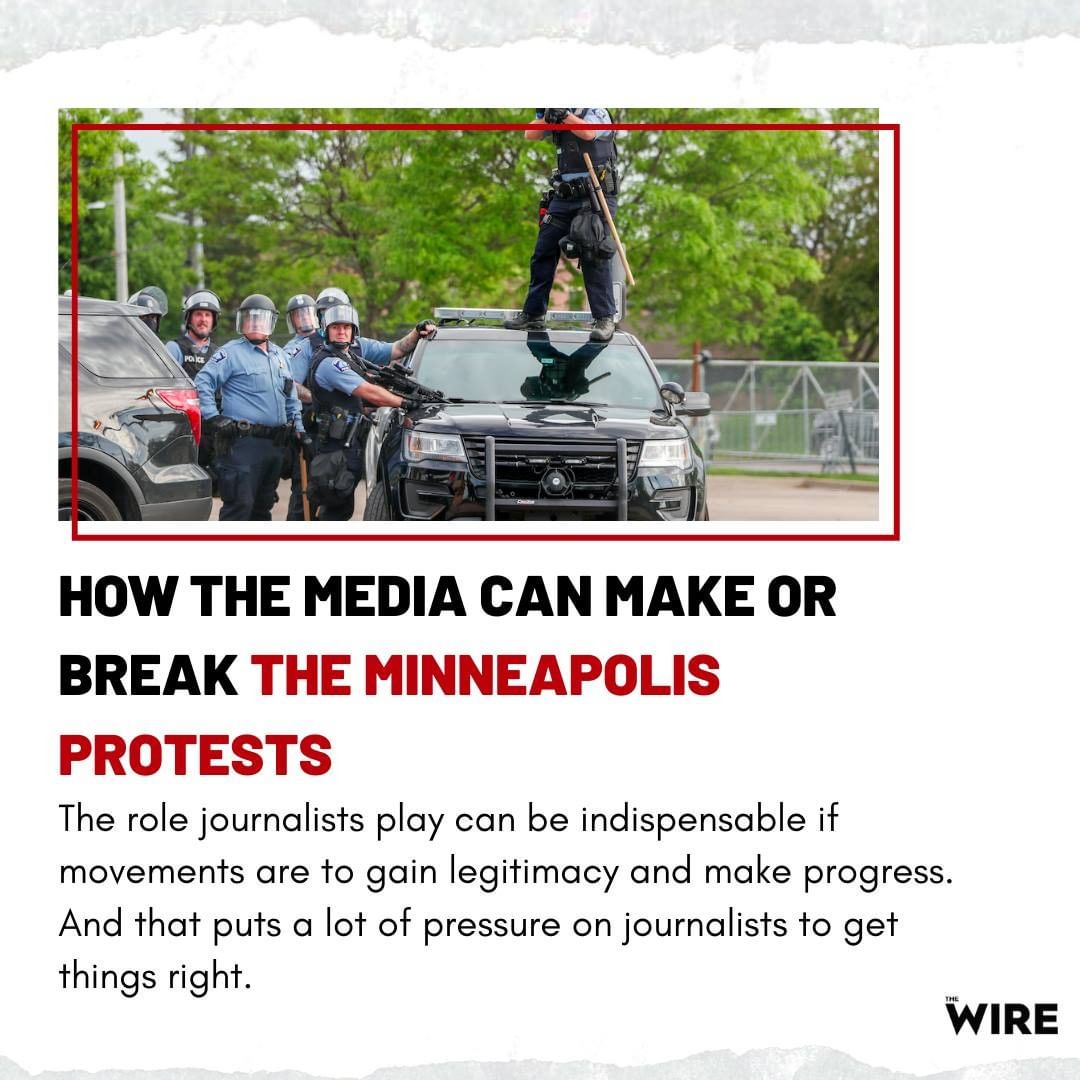 POLICE
HOW THE MEDIA CAN MAKE OR
BREAK THE MINNEAPOLIS
PROTESTS
The role journalists play can be indispensable if
movements are to gain legitimacy and make progress.
And that puts a lot of pressure on journalists to get
things right.
THE
WIRE